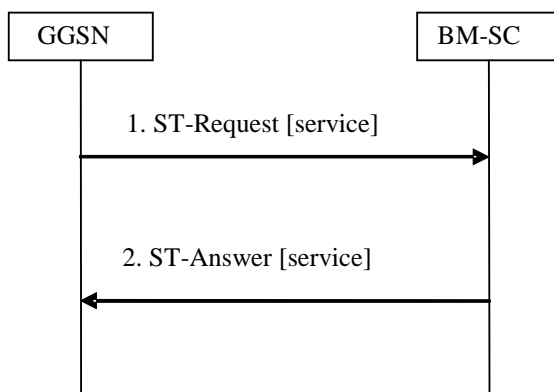 GGSN
BM-SC
1. ST-Request [service]
2. ST-Answer [service]